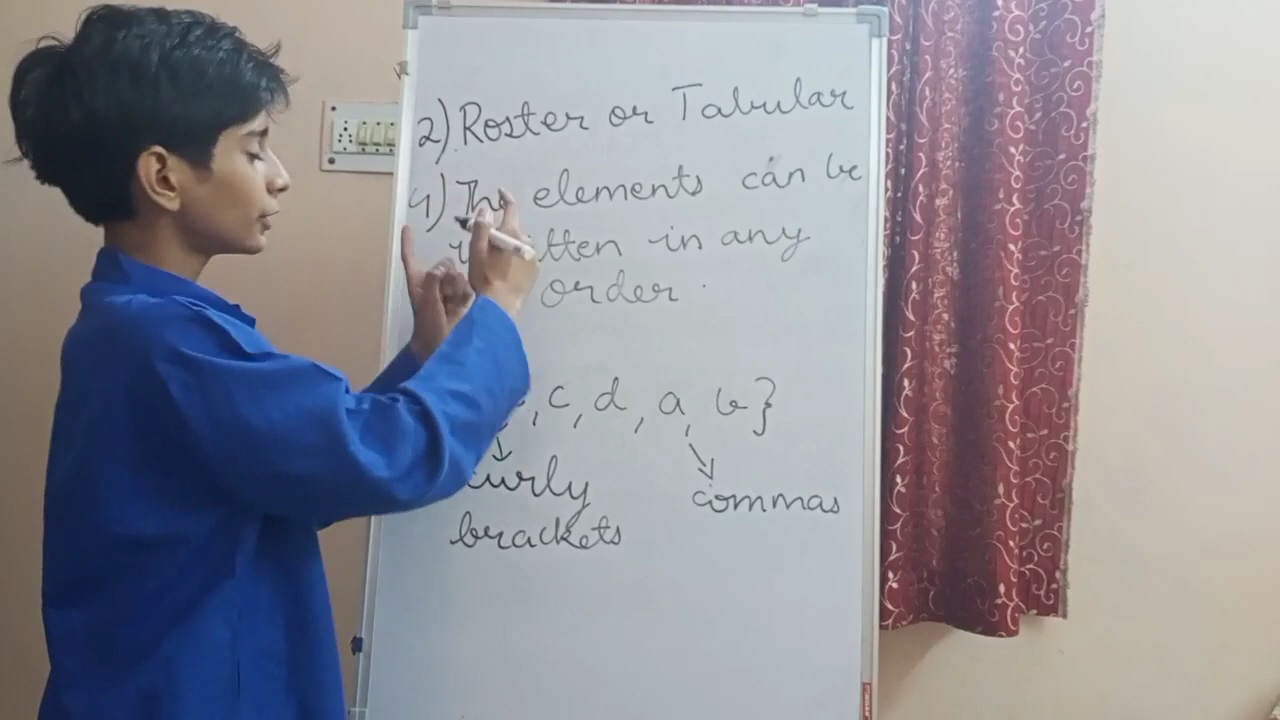 2) Roster or Tabular
4) The elements can be
written in any
order.
, c, d, a, b}
curly
commas
brackets